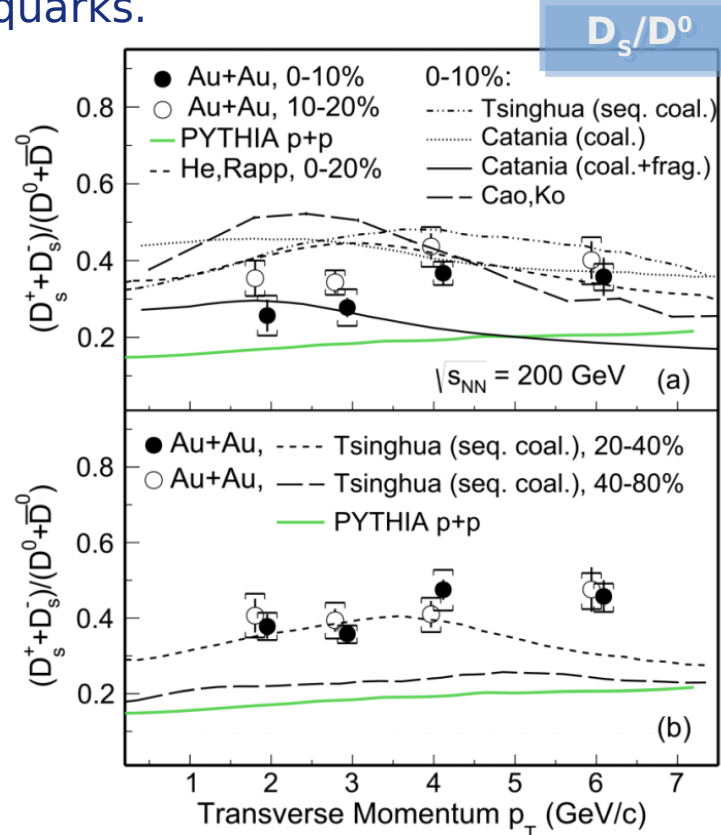 quarks.
Ds/D⁰
Au+Au, 0-10%
Au+Au, 10-20%
PYTHIA p+p
He,Rapp, 0-20%
0-10%:
Tsinghua (seq. coal.)
Catania (coal.)
Catania (coal.+frag.)
Cao,Ko
(D⁺s+D⁻s)/(D⁰+D̅⁰)
0.8
0.6
0.4
0.2
√sNN = 200 GeV
(a)
Au+Au, Tsinghua (seq. coal.), 20-40%
Au+Au, Tsinghua (seq. coal.), 40-80%
PYTHIA p+p
(D⁺s+D⁻s)/(D⁰+D̅⁰)
0.8
0.6
0.4
0.2
(b)
1 2 3 4 5 6 7
Transverse Momentum pT (GeV/c)